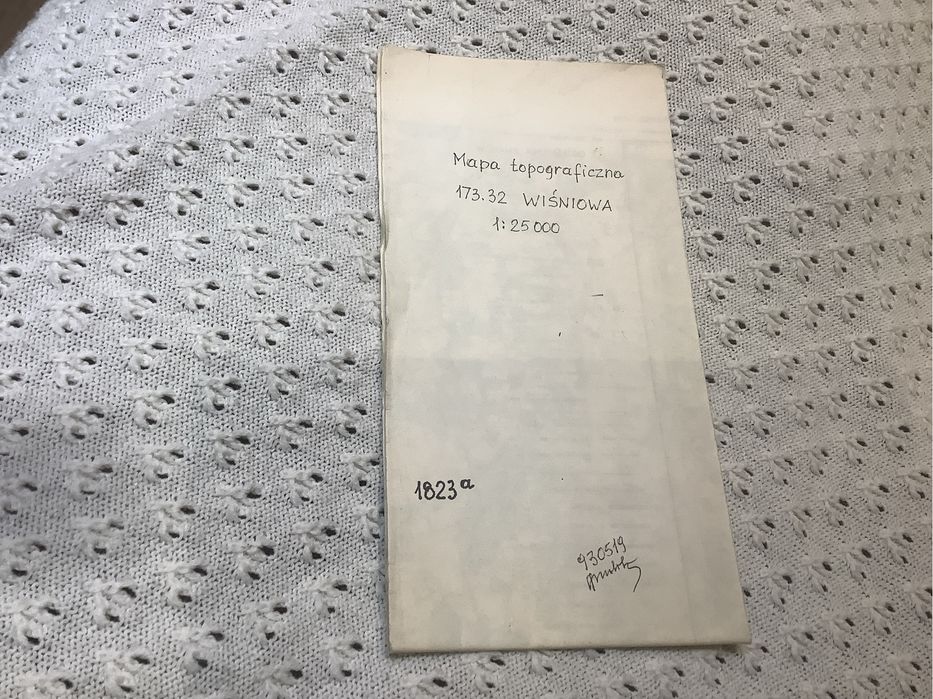 Mapa topograficzna
173.32 WIŚNIOWA
1:25 000
1823a
930519